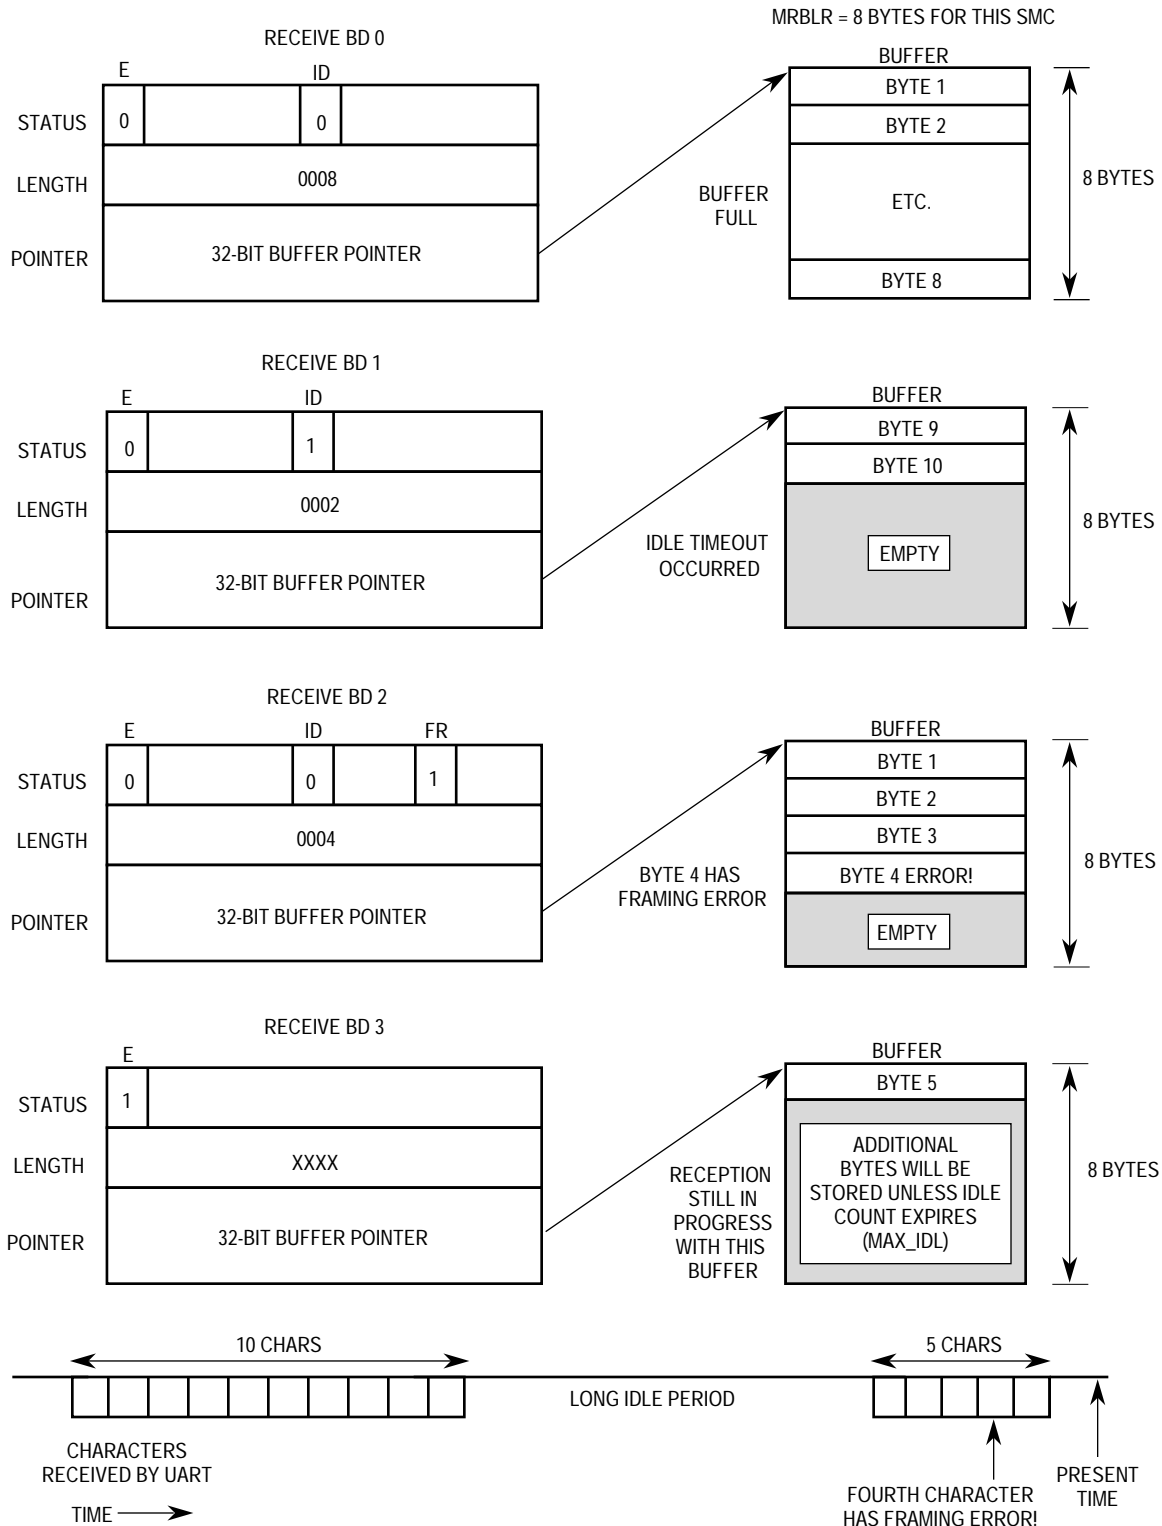 MRBLR = 8 BYTES FOR THIS SMC
RECEIVE BD 0
E
ID
STATUS
0
0
LENGTH
0008
POINTER
32-BIT BUFFER POINTER
BUFFER
FULL
BUFFER
BYTE 1
BYTE 2
ETC.
BYTE 8
8 BYTES
RECEIVE BD 1
E
ID
STATUS
0
1
LENGTH
0002
POINTER
32-BIT BUFFER POINTER
IDLE TIMEOUT
OCCURRED
BUFFER
BYTE 9
BYTE 10
EMPTY
8 BYTES
RECEIVE BD 2
E
ID
FR
STATUS
0
0
1
LENGTH
0004
POINTER
32-BIT BUFFER POINTER
BYTE 4 HAS
FRAMING ERROR
BUFFER
BYTE 1
BYTE 2
BYTE 3
BYTE 4 ERROR!
EMPTY
8 BYTES
RECEIVE BD 3
E
STATUS
1
LENGTH
XXXX
POINTER
32-BIT BUFFER POINTER
RECEPTION
STILL IN
PROGRESS
WITH THIS
BUFFER
BUFFER
BYTE 5
ADDITIONAL
BYTES WILL BE
STORED UNLESS IDLE
COUNT EXPIRES
(MAX_IDL)
8 BYTES
10 CHARS
5 CHARS
LONG IDLE PERIOD
CHARACTERS
RECEIVED BY UART
TIME
FOURTH CHARACTER
HAS FRAMING ERROR!
PRESENT
TIME